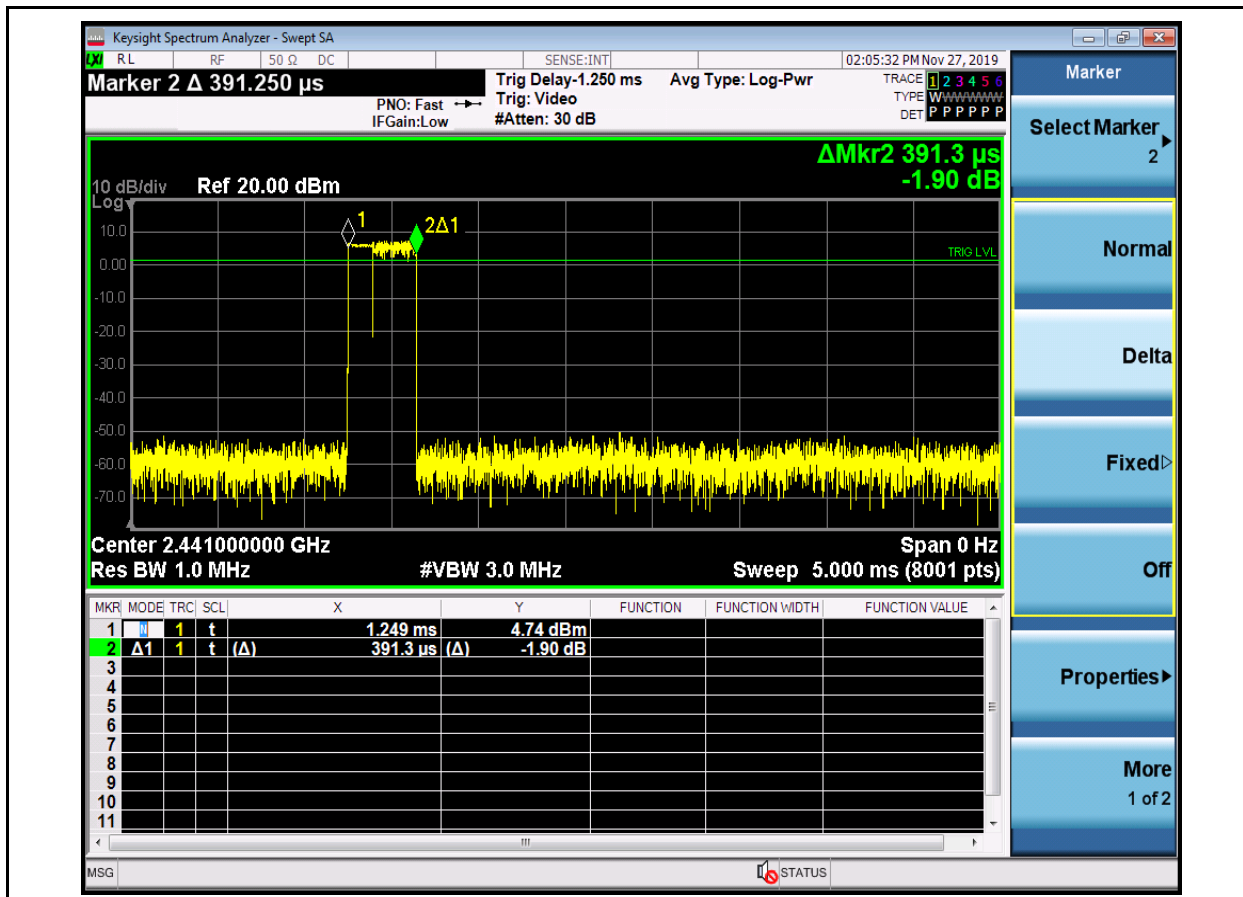 Keysight Spectrum Analyzer - Swept SA
LXI RL RF 50 Ω DC SENSE:INT 02:05:32 PM Nov 27, 2019
Marker 2 Δ 391.250 µs
PNO: Fast
IFGain:Low
Trig Delay-1.250 ms
Trig: Video
#Atten: 30 dB
Avg Type: Log-Pwr
TRACE 1 2 3 4 5 6
TYPE WWWWWW
DET P P P P P P
ΔMkr2 391.3 µs
-1.90 dB
10 dB/div Ref 20.00 dBm
Log
10.0
0.00
-10.0
-20.0
-30.0
-40.0
-50.0
-60.0
-70.0
1
2Δ1
TRIG LVL
Center 2.441000000 GHz Span 0 Hz
Res BW 1.0 MHz #VBW 3.0 MHz Sweep 5.000 ms (8001 pts)
MKR MODE TRC SCL X Y FUNCTION FUNCTION WIDTH FUNCTION VALUE
1 N 1 t 1.249 ms 4.74 dBm
2 Δ1 1 t (Δ) 391.3 µs (Δ) -1.90 dB
3
4
5
6
7
8
9
10
11
MSG STATUS
Marker
Select Marker
2
Normal
Delta
Fixed
Off
Properties
More
1 of 2